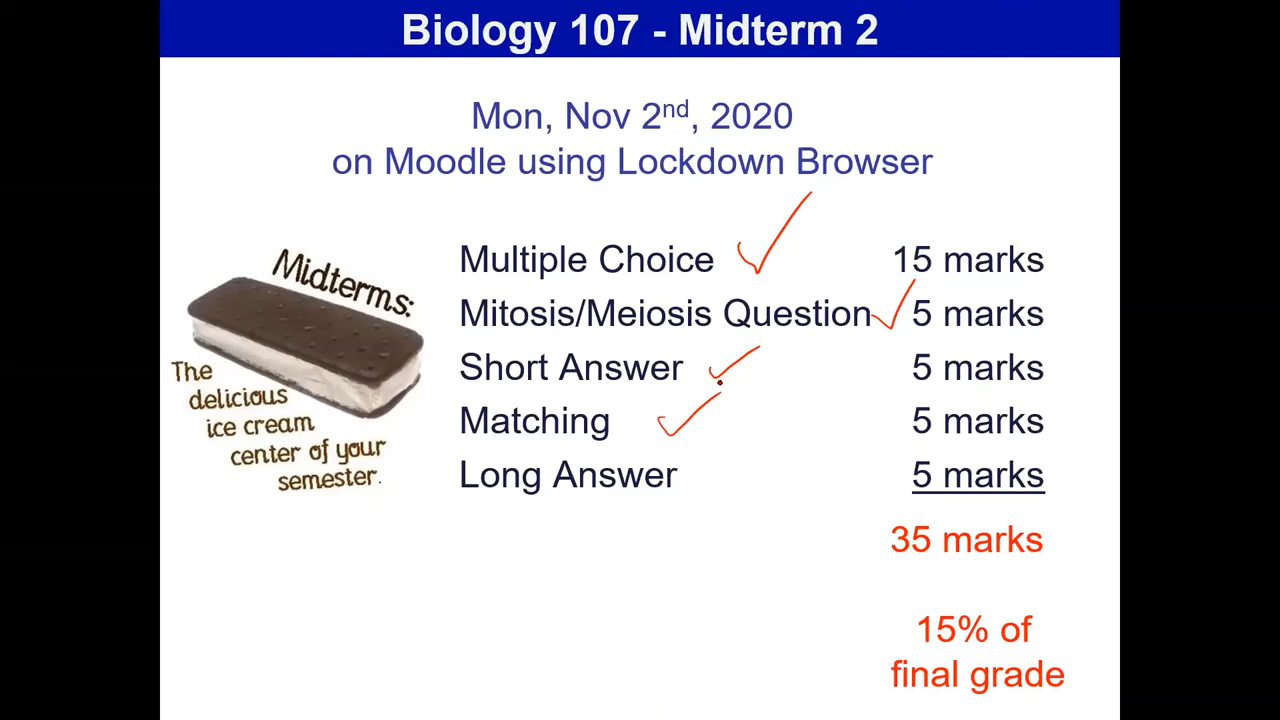 Biology 107 - Midterm 2
Mon, Nov 2nd, 2020
on Moodle using Lockdown Browser
Midterms:
The
delicious
ice cream
center of your
semester.
Multiple Choice 15 marks
Mitosis/Meiosis Question 5 marks
Short Answer 5 marks
Matching 5 marks
Long Answer 5 marks
35 marks
15% of
final grade